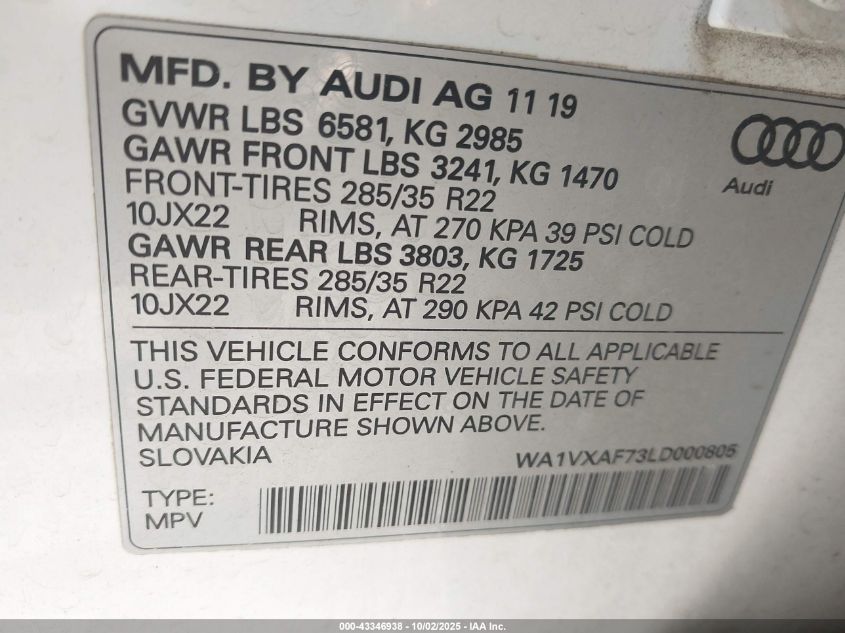 MFD. BY AUDI AG 11 19
GVWR LBS 6581, KG 2985
GAWR FRONT LBS 3241, KG 1470
FRONT-TIRES 285/35 R22
10JX22 RIMS, AT 270 KPA 39 PSI COLD
GAWR REAR LBS 3803, KG 1725
REAR-TIRES 285/35 R22
10JX22 RIMS, AT 290 KPA 42 PSI COLD
Audi
THIS VEHICLE CONFORMS TO ALL APPLICABLE
U.S. FEDERAL MOTOR VEHICLE SAFETY
STANDARDS IN EFFECT ON THE DATE OF
MANUFACTURE SHOWN ABOVE.
SLOVAKIA WA1VXAF73LD000805
TYPE:
MPV
000-43346938 - 10/02/2025 - IAA Inc.